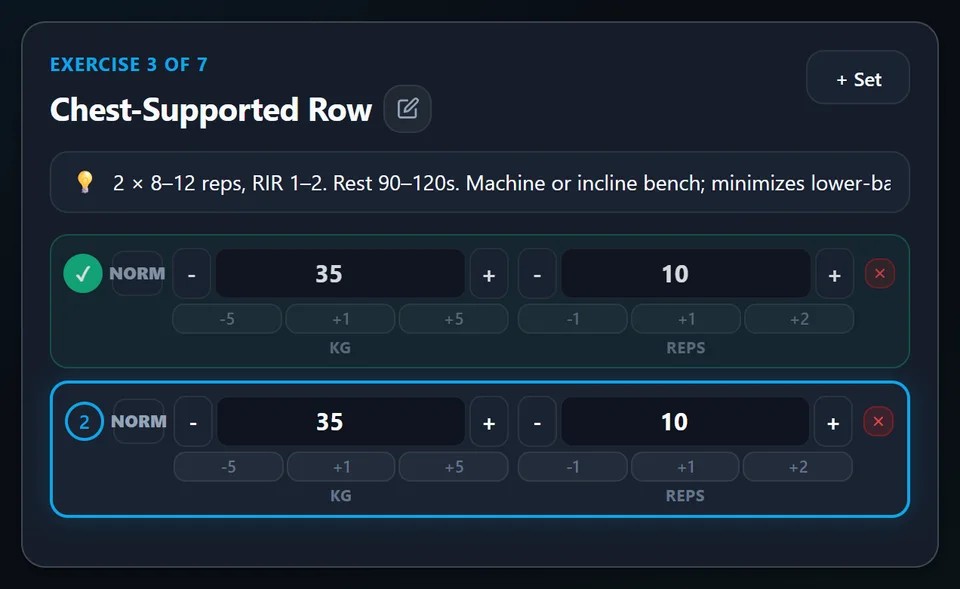 EXERCISE 3 OF 7
+ Set
Chest-Supported Row
2 × 8–12 reps, RIR 1–2. Rest 90–120s. Machine or incline bench; minimizes lower-ba
✓ NORM - 35 + - 10 + ×
-5 +1 +5 -1 +1 +2
KG REPS
2 NORM - 35 + - 10 + ×
-5 +1 +5 -1 +1 +2
KG REPS